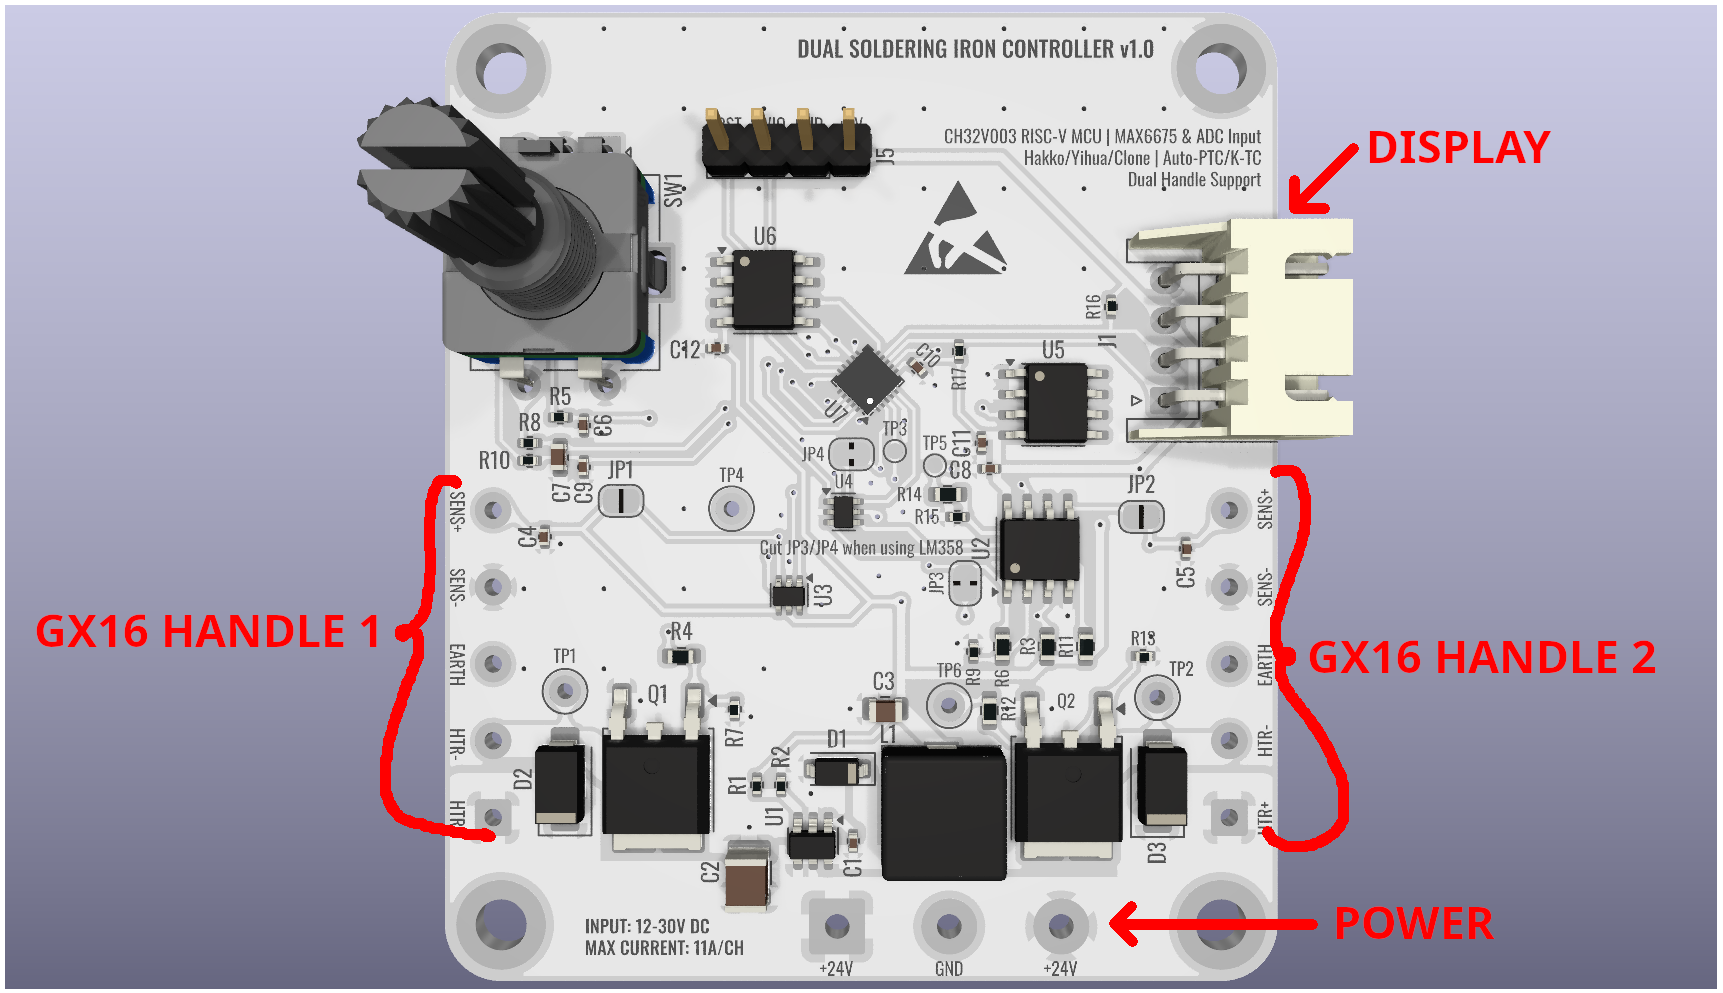 DUAL SOLDERING IRON CONTROLLER v1.0
CH32V003 RISC-V MCU | MAX6675 & ADC Input
Hakko/Yihua/Clone | Auto-PTC/K-TC
Dual Handle Support
DISPLAY
J5
SW1
U6
R16
J1
C12
C10
R17
U5
U7
R5
R8
C6
R10
JP4
TP3
TP5
C11
C8
C7
C9
JP1
TP4
U4
R14
R15
JP2
SENS+
SENS+
C4
Cut JP3/JP4 when using LM358
U2
C5
SENS-
SENS-
U3
JP3
GX16 HANDLE 1
R4
R9
R6
R3
R11
R13
GX16 HANDLE 2
EARTH
EARTH
TP1
TP6
TP2
Q1
C3
R12
Q2
R7
L1
HTR-
HTR-
D2
R1
R2
D1
U1
HTR+
D3
C2
C1
INPUT: 12-30V DC
MAX CURRENT: 11A/CH
POWER
+24V
GND
+24V